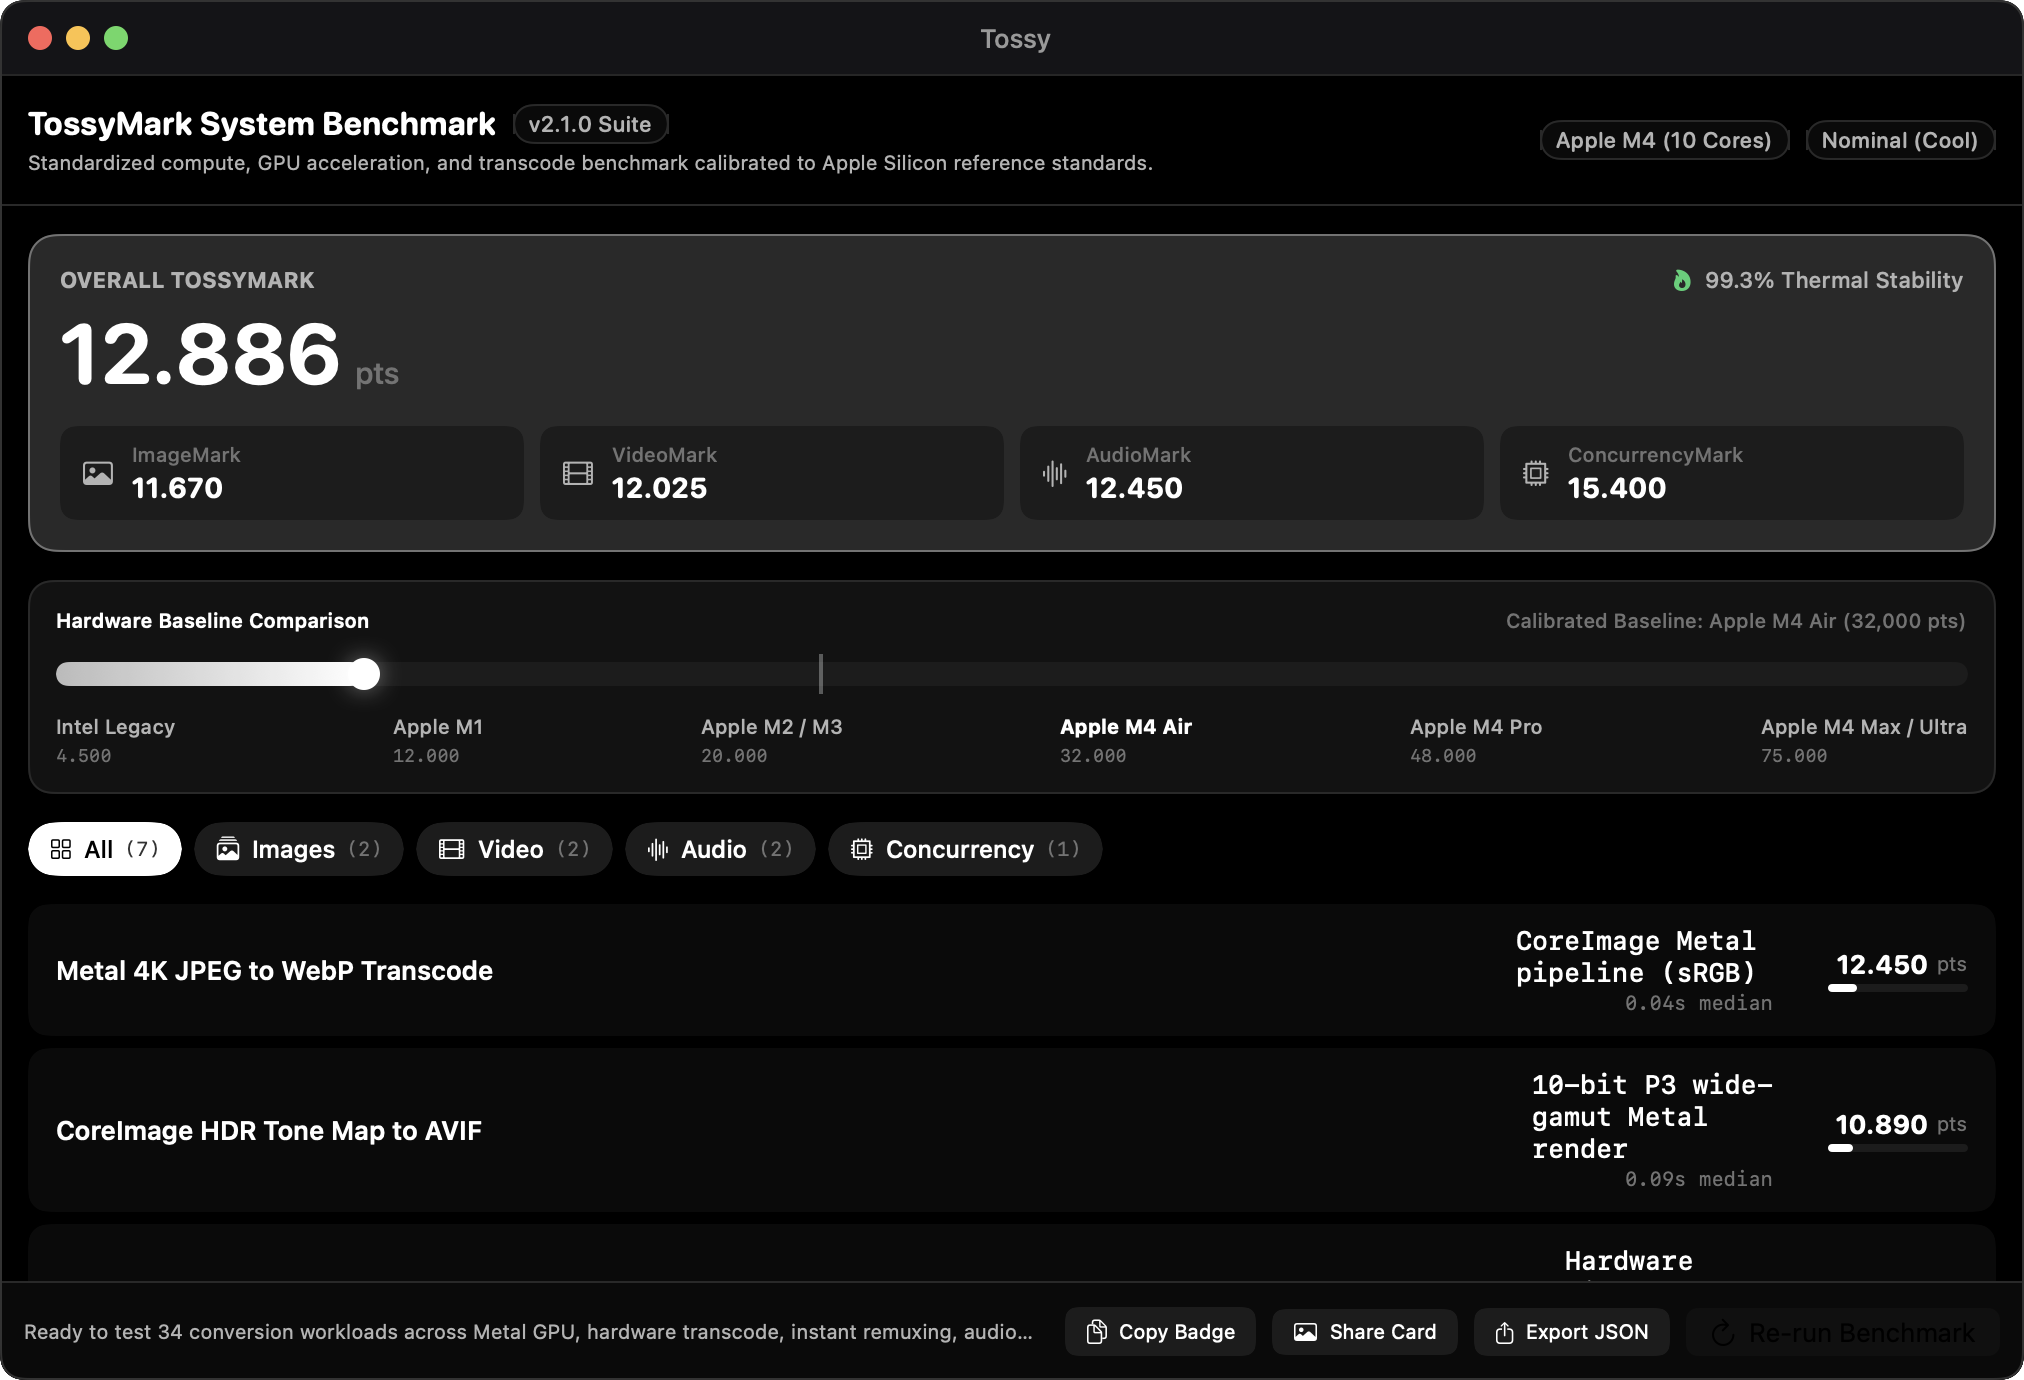 Tossy
TossyMark System Benchmark
v2.1.0 Suite
Standardized compute, GPU acceleration, and transcode benchmark calibrated to Apple Silicon reference standards.
Apple M4 (10 Cores)
Nominal (Cool)
OVERALL TOSSYMARK
99.3% Thermal Stability
12.886 pts
ImageMark
11.670
VideoMark
12.025
AudioMark
12.450
ConcurrencyMark
15.400
Hardware Baseline Comparison
Calibrated Baseline: Apple M4 Air (32,000 pts)
Intel Legacy
4.500
Apple M1
12.000
Apple M2 / M3
20.000
Apple M4 Air
32.000
Apple M4 Pro
48.000
Apple M4 Max / Ultra
75.000
All (7)
Images (2)
Video (2)
Audio (2)
Concurrency (1)
Metal 4K JPEG to WebP Transcode
CoreImage Metal
pipeline (sRGB)
0.04s median
12.450 pts
CoreImage HDR Tone Map to AVIF
10-bit P3 wide-
gamut Metal
render
0.09s median
10.890 pts
Hardware
Ready to test 34 conversion workloads across Metal GPU, hardware transcode, instant remuxing, audio...
Copy Badge
Share Card
Export JSON
Re-run Benchmark